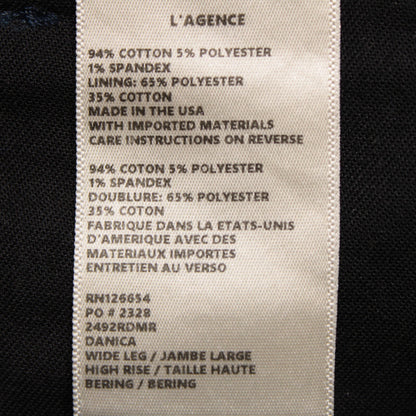 L'AGENCE
94% COTTON 5% POLYESTER
1% SPANDEX
LINING: 65% POLYESTER
35% COTTON
MADE IN THE USA
WITH IMPORTED MATERIALS
CARE INSTRUCTIONS ON REVERSE
94% COTON 5% POLYESTER
1% SPANDEX
DOUBLURE: 65% POLYESTER
35% COTON
FABRIQUE DANS LA ETATS-UNIS
D'AMERIQUE AVEC DES
MATERIAUX IMPORTES
ENTRETIEN AU VERSO
RN126654
PO # 2328
2492RDMR
DANICA
WIDE LEG / JAMBE LARGE
HIGH RISE / TAILLE HAUTE
BERING / BERING